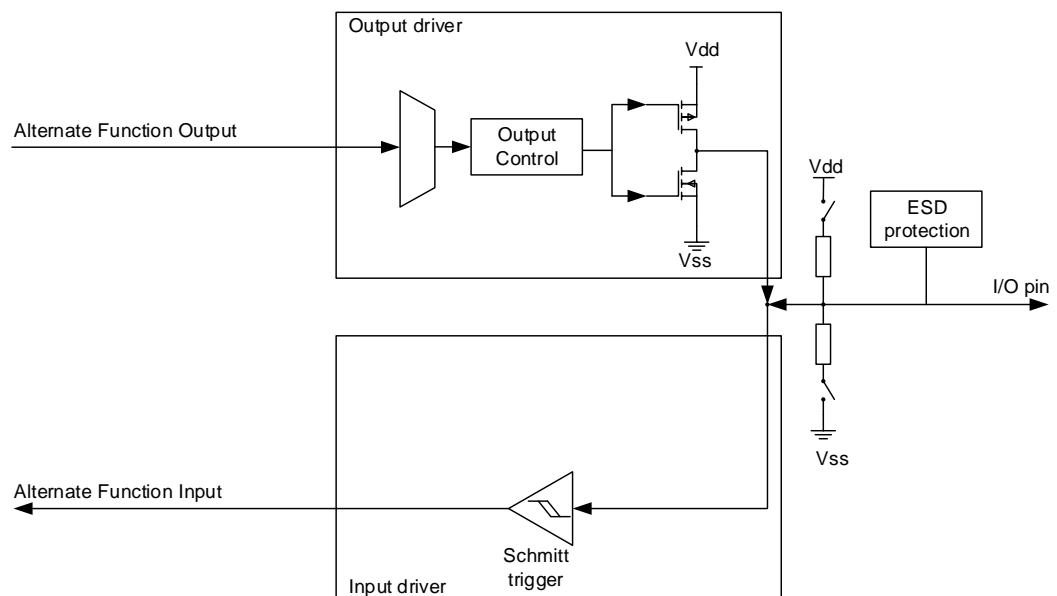 Output driver
Vdd
Alternate Function Output
Output
Control
Vdd
ESD
protection
Vss
I/O pin
Vss
Alternate Function Input
Schmitt
trigger
Input driver